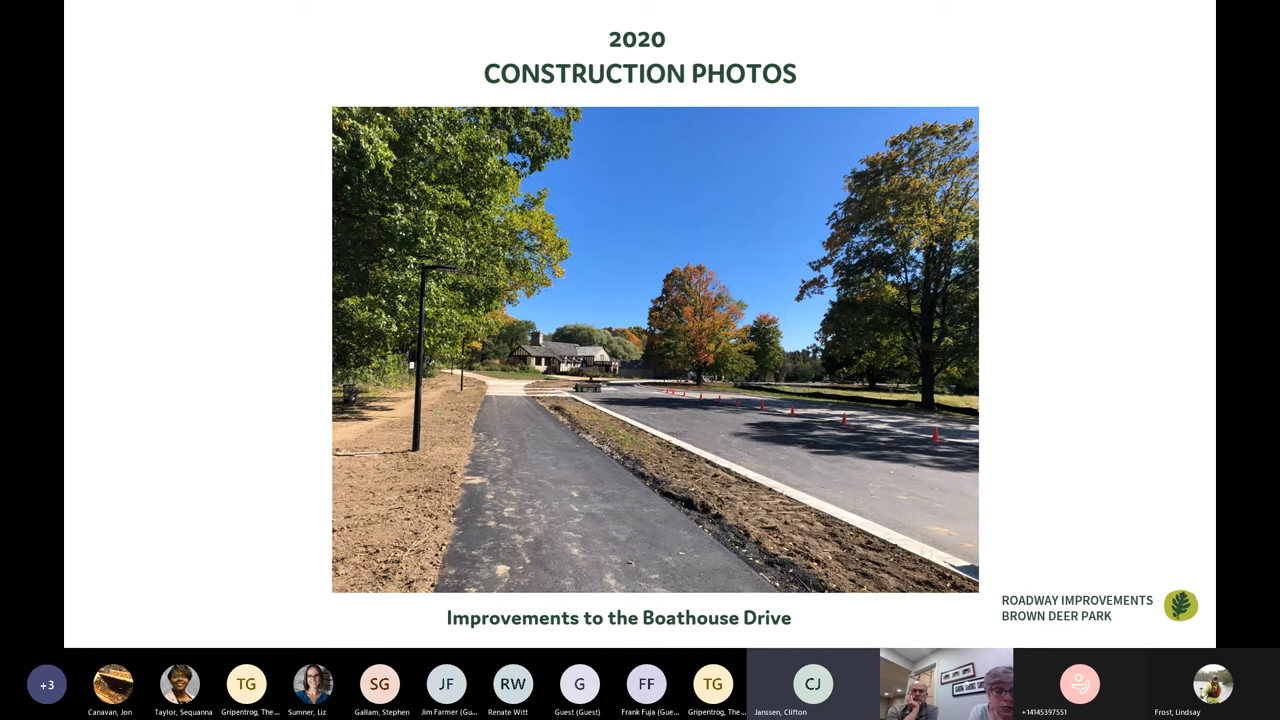 2020
CONSTRUCTION PHOTOS
Improvements to the Boathouse Drive
ROADWAY IMPROVEMENTS
BROWN DEER PARK
+3
TG
SG
JF
RW
G
FF
TG
CJ
Canavan, Jon
Taylor, Sequanna
Gripentrog, The...
Sumner, Liz
Gallam, Stephen
Jim Farmer (Gu...
Renate Witt
Guest (Guest)
Frank Fuja (Gue...
Gripentrog, The...
Janssen, Clifton
+14145397551
Frost, Lindsay